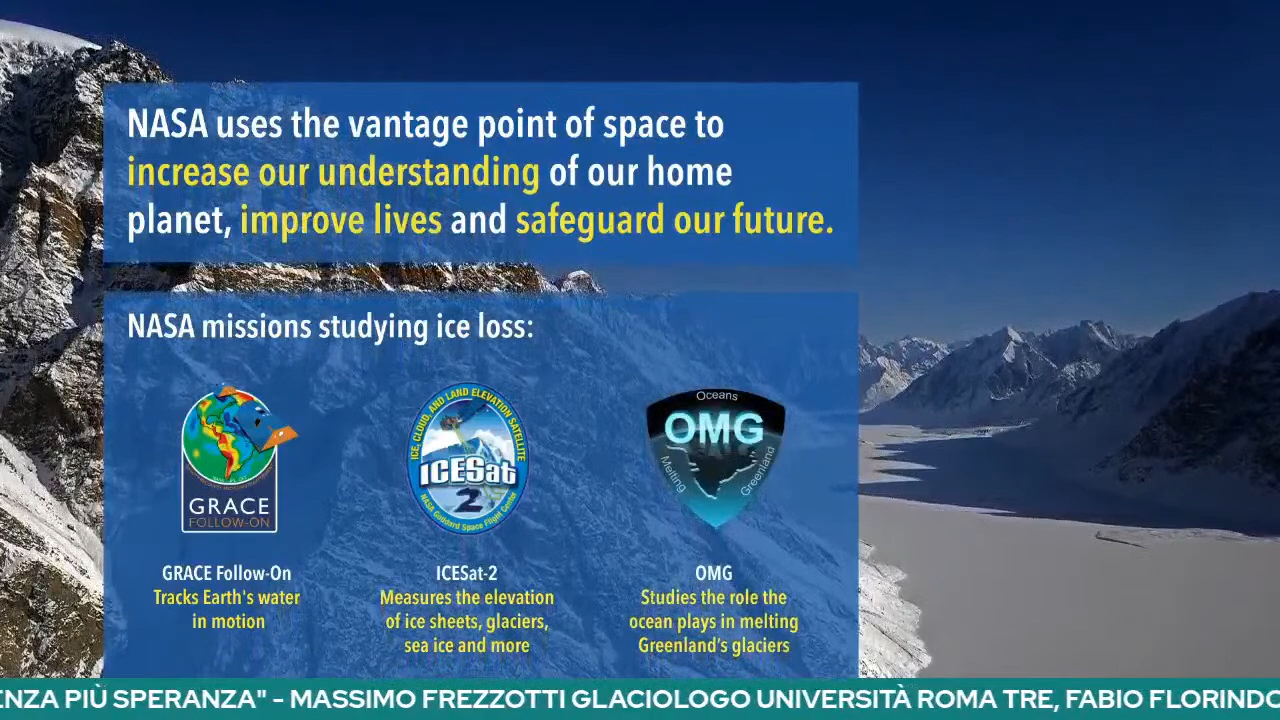 NASA uses the vantage point of space to
increase our understanding of our home
planet, improve lives and safeguard our future.
NASA missions studying ice loss:
GRACE
FOLLOW-ON
ICE, CLOUD, AND LAND ELEVATION SATELLITE
ICESat
2
NASA Goddard Space Flight Center
Oceans
OMG
Melting
Greenland
GRACE Follow-On
Tracks Earth's water
in motion
ICESat-2
Measures the elevation
of ice sheets, glaciers,
sea ice and more
OMG
Studies the role the
ocean plays in melting
Greenland's glaciers
ENZA PIÙ SPERANZA" - MASSIMO FREZZOTTI GLACIOLOGO UNIVERSITÀ ROMA TRE, FABIO FLORINDO